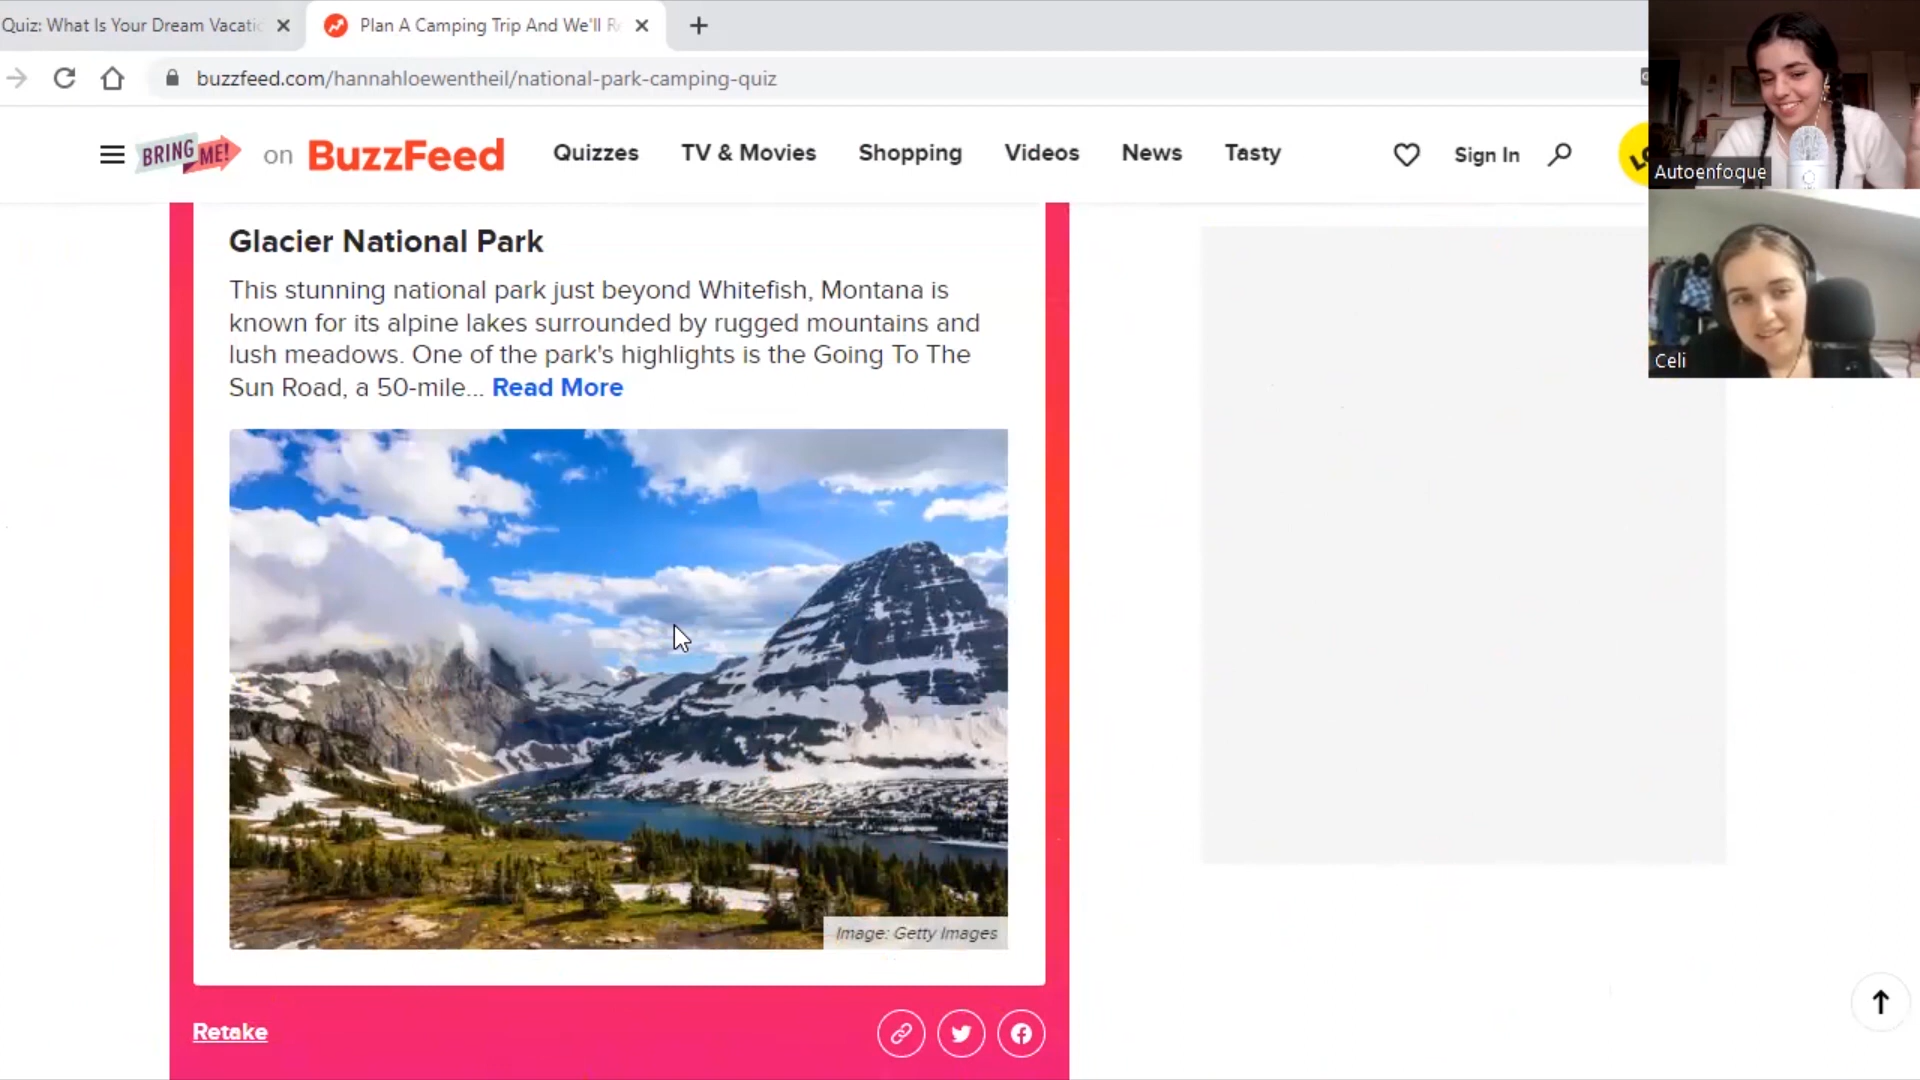 Quiz: What Is Your Dream Vacati
Plan A Camping Trip And We'll R
buzzfeed.com/hannahloewentheil/national-park-camping-quiz
BRING ME! on BuzzFeed Quizzes TV & Movies Shopping Videos News Tasty Sign In
Autoenfoque
Celi
Glacier National Park
This stunning national park just beyond Whitefish, Montana is
known for its alpine lakes surrounded by rugged mountains and
lush meadows. One of the park's highlights is the Going To The
Sun Road, a 50-mile... Read More
Image: Getty Images
Retake